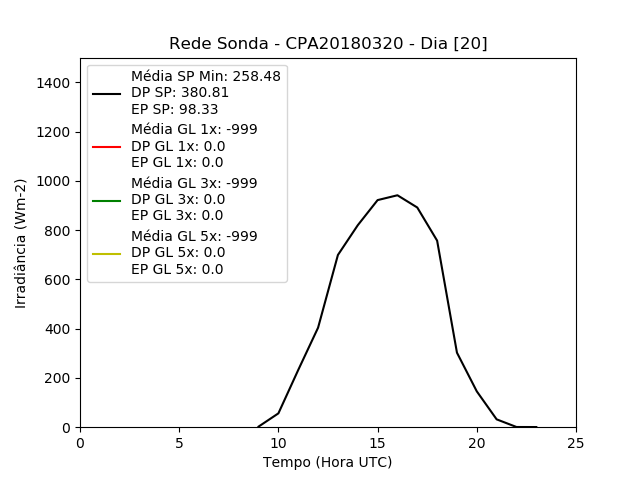 Rede Sonda - CPA20180320 - Dia [20]
Média SP Min: 258.48
DP SP: 380.81
EP SP: 98.33
Média GL 1x: -999
DP GL 1x: 0.0
EP GL 1x: 0.0
Média GL 3x: -999
DP GL 3x: 0.0
EP GL 3x: 0.0
Média GL 5x: -999
DP GL 5x: 0.0
EP GL 5x: 0.0
Irradiância (Wm-2)
1400
1200
1000
800
600
400
200
0
0 5 10 15 20 25
Tempo (Hora UTC)